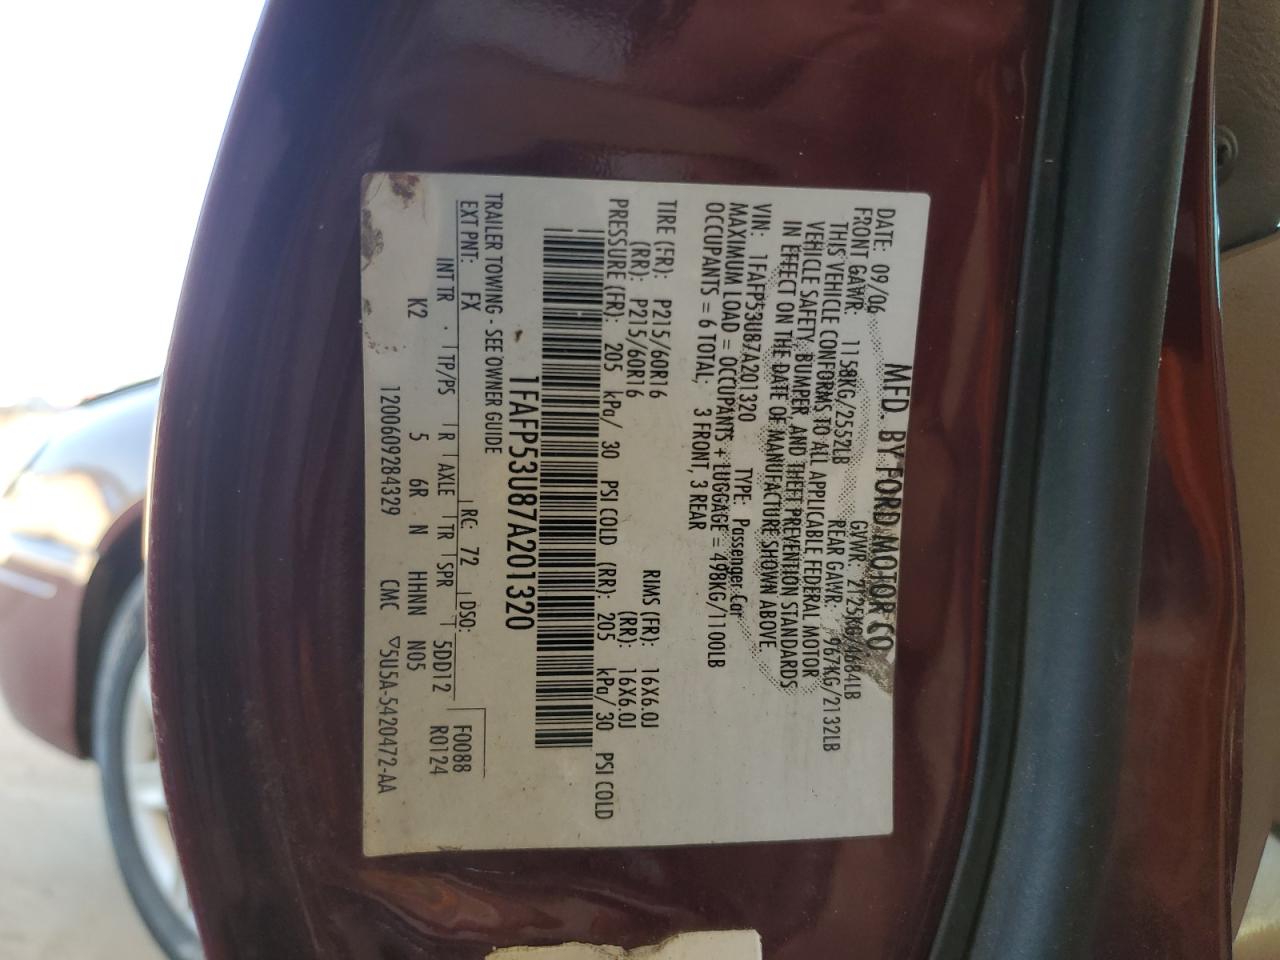 MFD. BY FORD MOTOR CO.
DATE: 09/06 GVWR: 2125KG/4684LB
FRONT GAWR: 1158KG/2552LB REAR GAWR: 967KG/2132LB
THIS VEHICLE CONFORMS TO ALL APPLICABLE FEDERAL MOTOR
VEHICLE SAFETY, BUMPER, AND THEFT PREVENTION STANDARDS
IN EFFECT ON THE DATE OF MANUFACTURE SHOWN ABOVE.
VIN: 1FAFP53U87A201320 TYPE: Passenger Car
MAXIMUM LOAD = OCCUPANTS + LUGGAGE = 498KG/1100LB
OCCUPANTS = 6 TOTAL; 3 FRONT, 3 REAR
TIRE (FR): P215/60R16 RIMS (FR): 16X6.0J
(RR): P215/60R16 (RR): 16X6.0J
PRESSURE (FR): 205 kPa/ 30 PSI COLD (RR): 205 kPa/ 30 PSI COLD
1FAFP53U87A201320
TRAILER TOWING - SEE OWNER GUIDE
EXT PNT: FX RC: 72 DSO: F0088
INT TR TP/PS R AXLE TR SPR 5DD12 R0124
K2 5 6R N HHNN N05
1200609284329 CMC ▽5U5A-5420472-AA